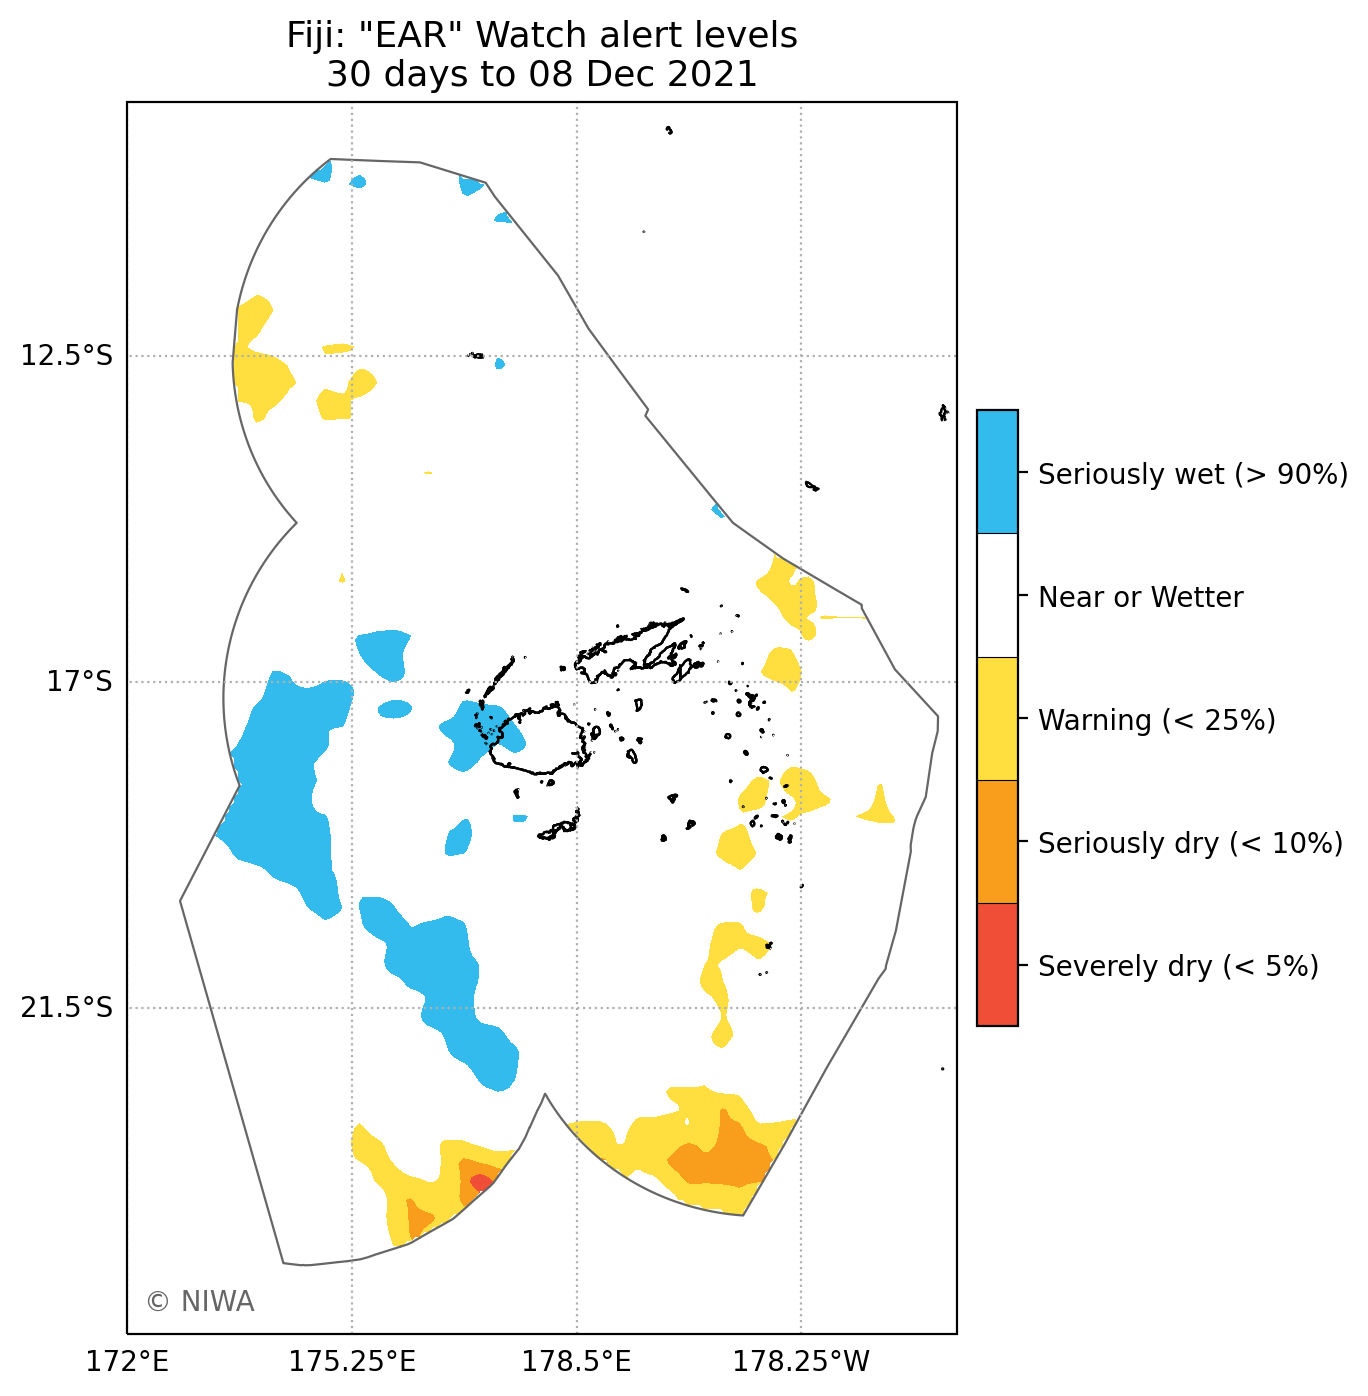 Fiji: "EAR" Watch alert levels
30 days to 08 Dec 2021
12.5°S
17°S
21.5°S
172°E
175.25°E
178.5°E
178.25°W
Seriously wet (> 90%)
Near or Wetter
Warning (< 25%)
Seriously dry (< 10%)
Severely dry (< 5%)
© NIWA